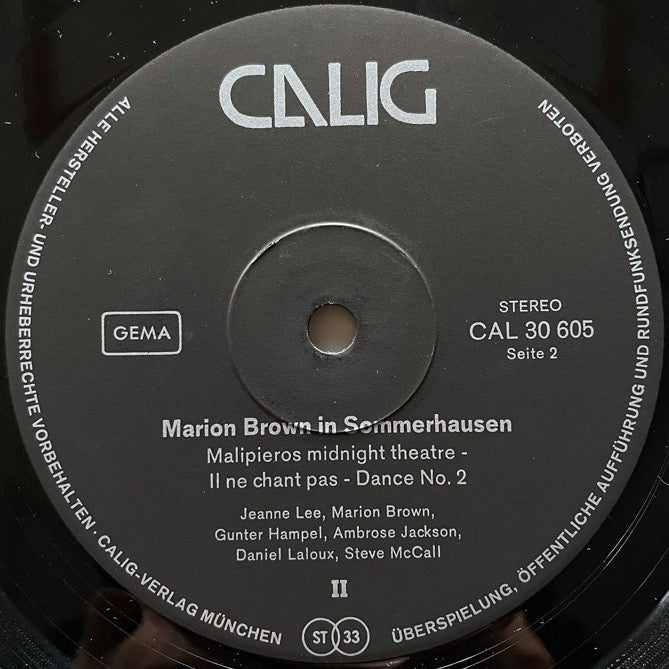 CALIG
GEMA
STEREO
CAL 30 605
Seite 2
Marion Brown in Sommerhausen
Malipieros midnight theatre -
Il ne chant pas - Dance No. 2
Jeanne Lee, Marion Brown,
Gunter Hampel, Ambrose Jackson,
Daniel Laloux, Steve McCall
II
ST 33
ALLE HERSTELLER- UND URHEBERRECHTE VORBEHALTEN · CALIG-VERLAG MÜNCHEN
ÜBERSPIELUNG, ÖFFENTLICHE AUFFÜHRUNG UND RUNDFUNKSENDUNG VERBOTEN